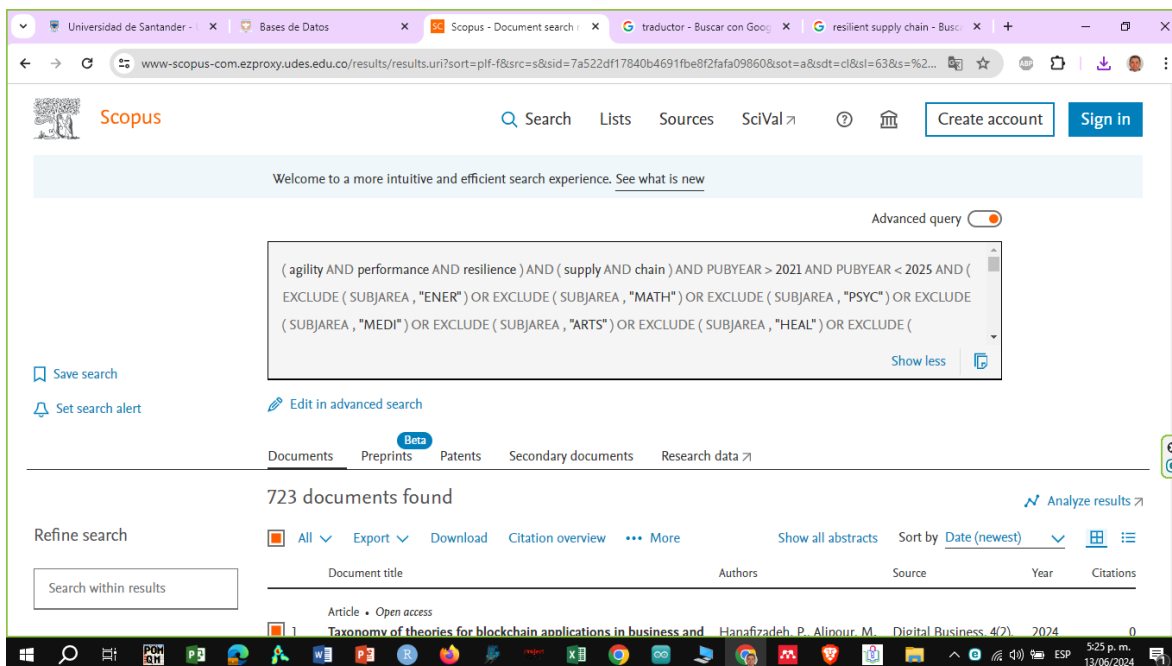 Universidad de Santander - 
Bases de Datos
SC
Scopus - Document search r
traductor - Buscar con Goog
resilient supply chain - Busc
www-scopus-com.ezproxy.udes.edu.co/results/results.uri?sort=plf-f&src=s&sid=7a522df17840b4691fbe8f2fafa09860&sot=a&sdt=cl&sl=63&s=%2...
ABP
Scopus
Search Lists Sources SciVal Create account Sign in
Welcome to a more intuitive and efficient search experience. See what is new
Advanced query
( agility AND performance AND resilience ) AND ( supply AND chain ) AND PUBYEAR > 2021 AND PUBYEAR < 2025 AND (
EXCLUDE ( SUBJAREA , "ENER") OR EXCLUDE ( SUBJAREA , "MATH") OR EXCLUDE ( SUBJAREA , "PSYC") OR EXCLUDE
( SUBJAREA , "MEDI") OR EXCLUDE ( SUBJAREA , "ARTS") OR EXCLUDE ( SUBJAREA , "HEAL") OR EXCLUDE (
Show less
Save search
Set search alert
Edit in advanced search
Beta
Documents Preprints Patents Secondary documents Research data
723 documents found
Analyze results
Refine search
All Export Download Citation overview ••• More Show all abstracts Sort by Date (newest)
Search within results
Document title Authors Source Year Citations
Article • Open access
1 Taxonomy of theories for blockchain applications in business and Hanafizadeh, P., Alipour, M. Digital Business, 4(2), 2024 0
POM QM
ESP
5:25 p. m.
13/06/2024